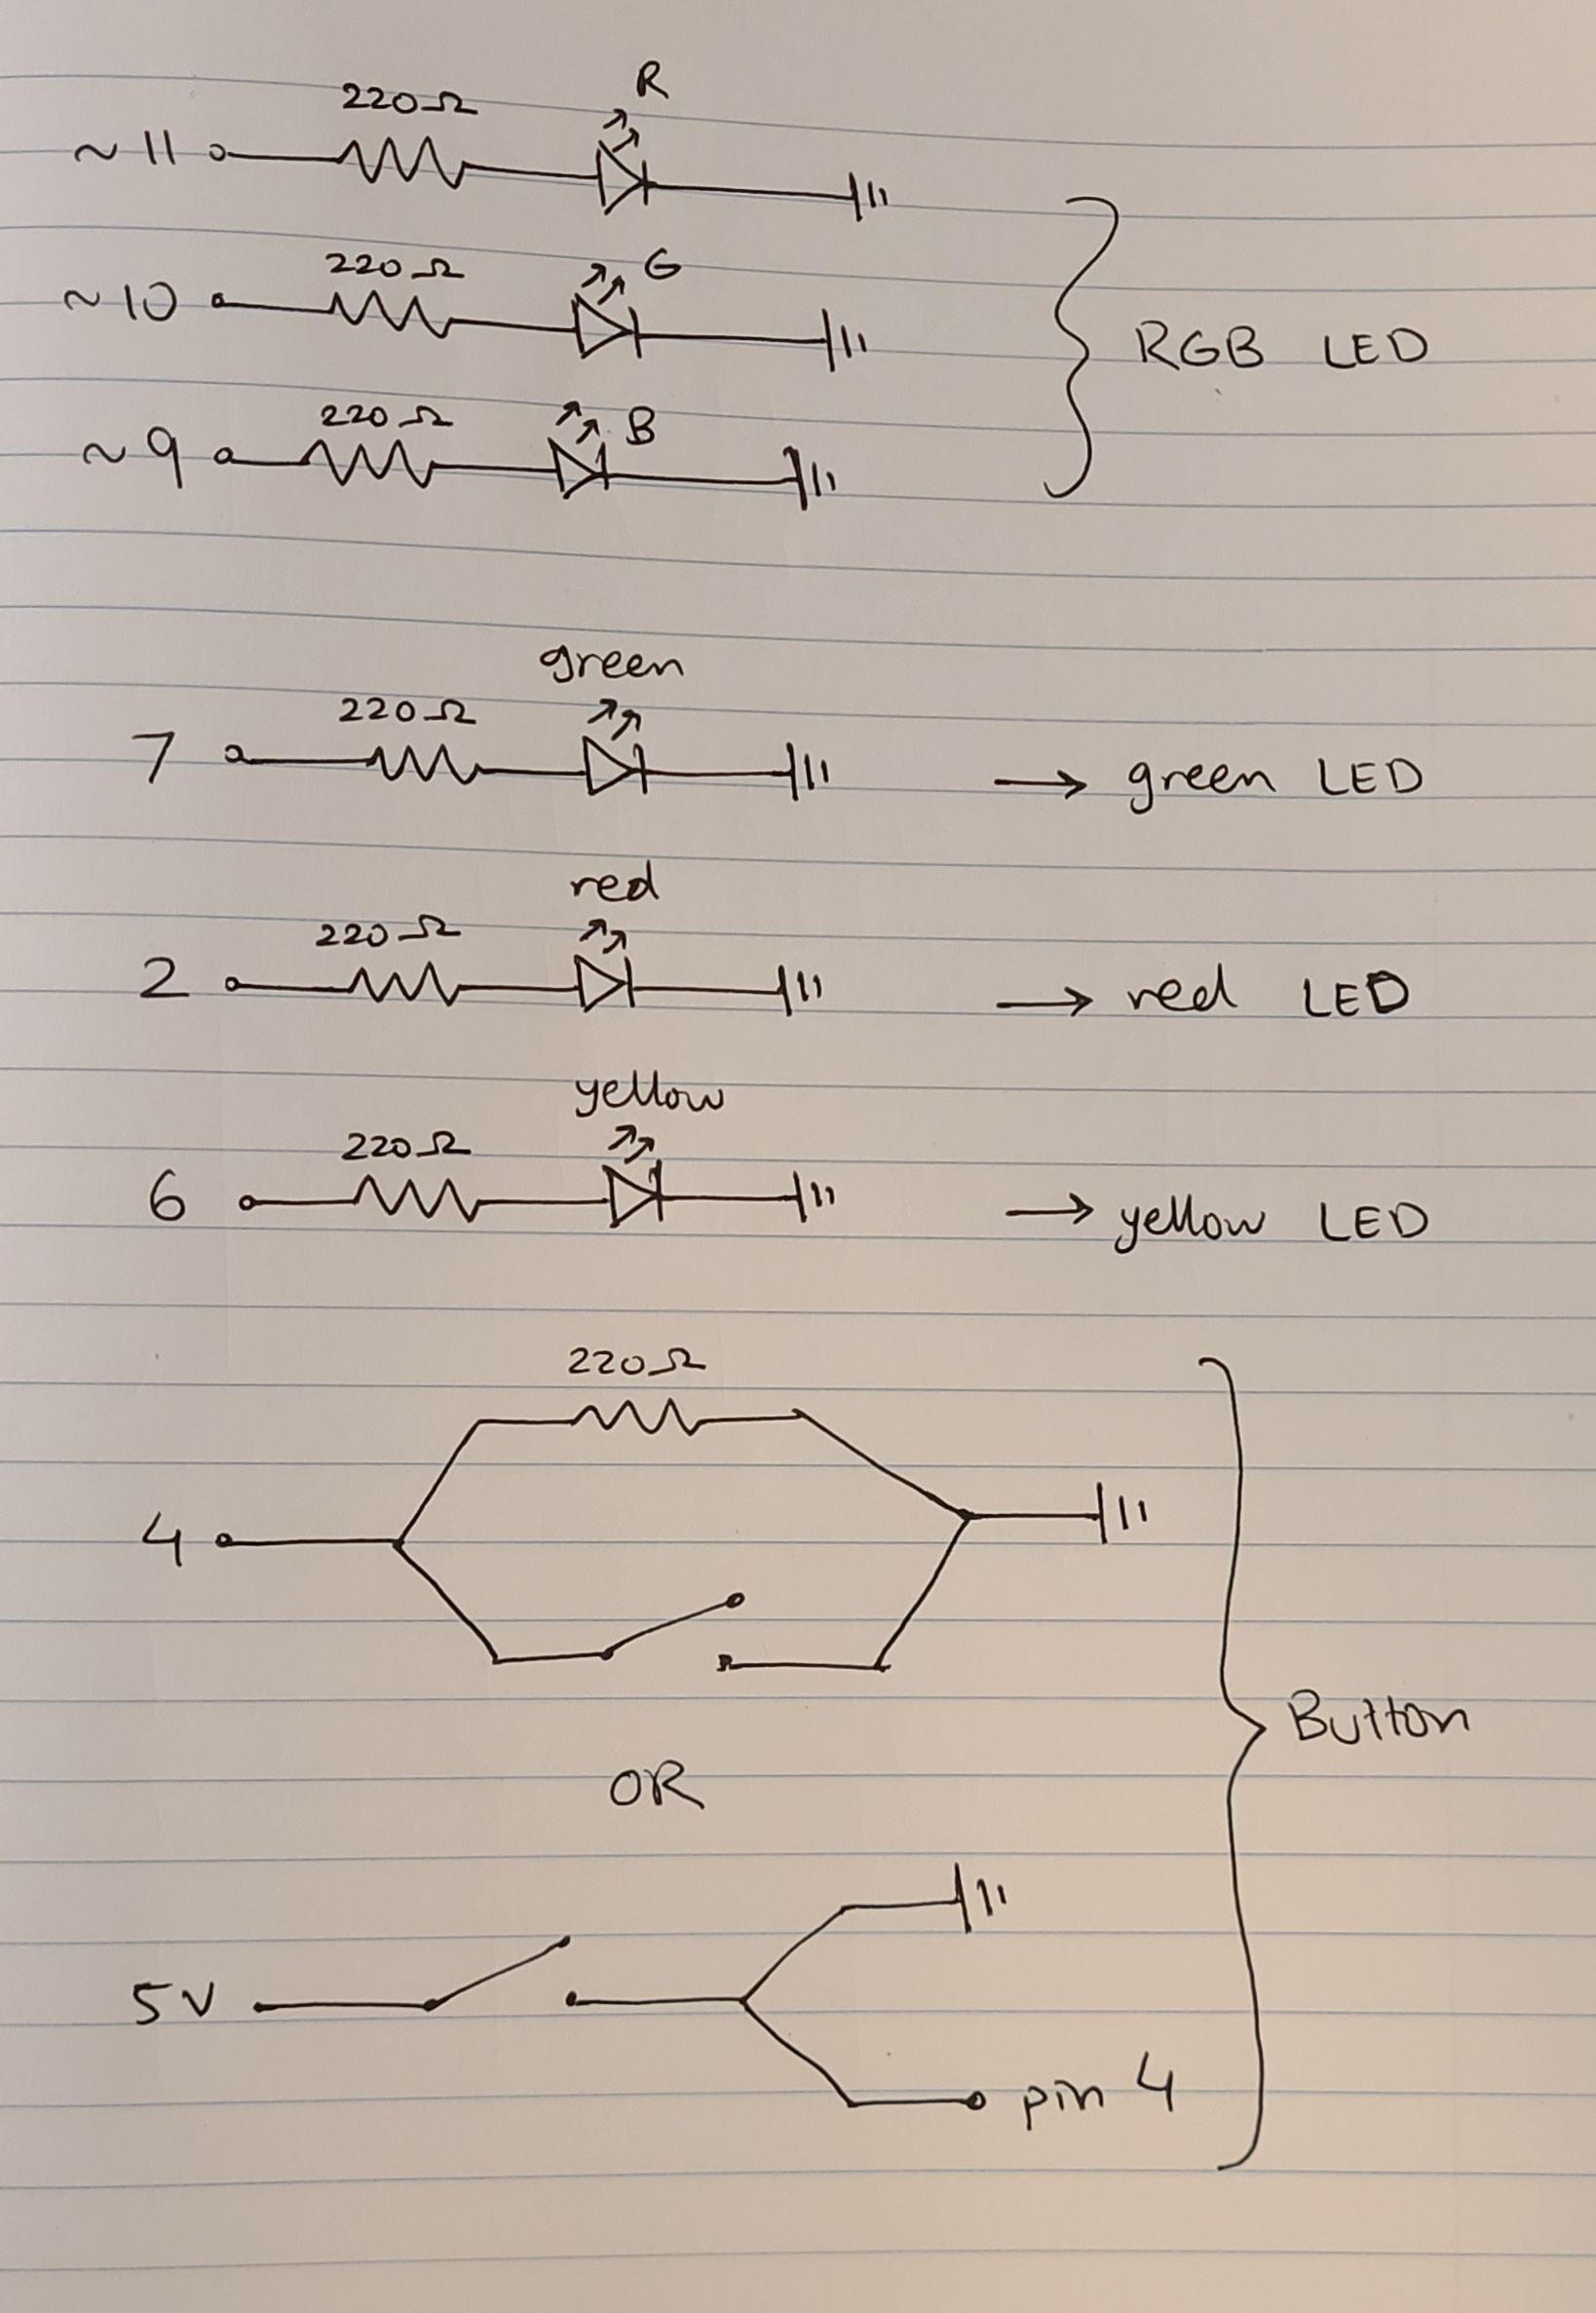 220Ω R
~ 11
220Ω G
~ 10
RGB LED
220Ω B
~ 9
green
220Ω
7 → green LED
red
220Ω
2 → red LED
yellow
220Ω
6 → yellow LED
220Ω
4
Button
OR
5V
pin 4